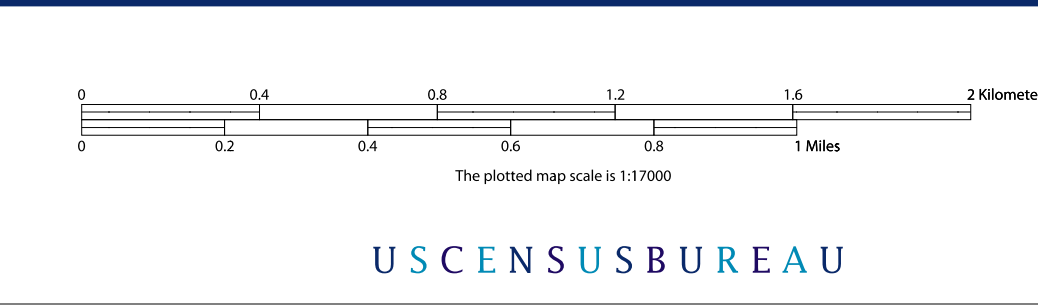 0 0.4 0.8 1.2 1.6 2 Kilomete
0 0.2 0.4 0.6 0.8 1 Miles
The plotted map scale is 1:17000
USCENSUSBUREAU